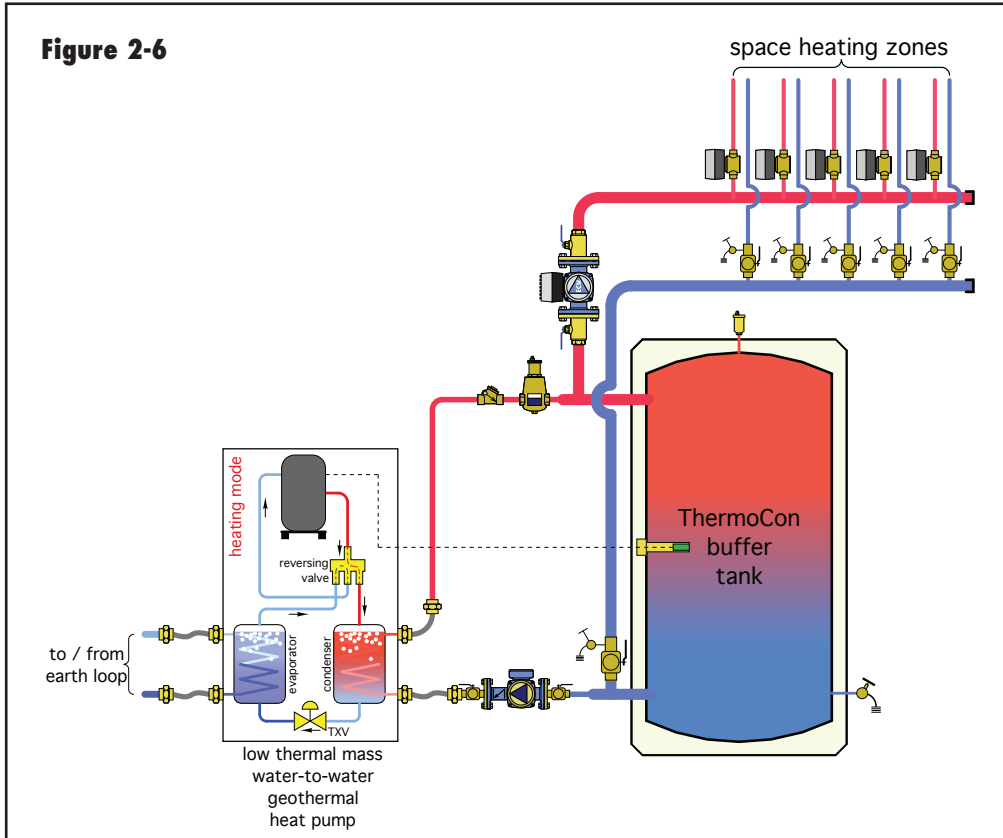 Figure 2-6
space heating zones
ThermoCon
buffer
tank
heating mode
reversing
valve
evaporator
condenser
to / from
earth loop
TXV
low thermal mass
water-to-water
geothermal
heat pump